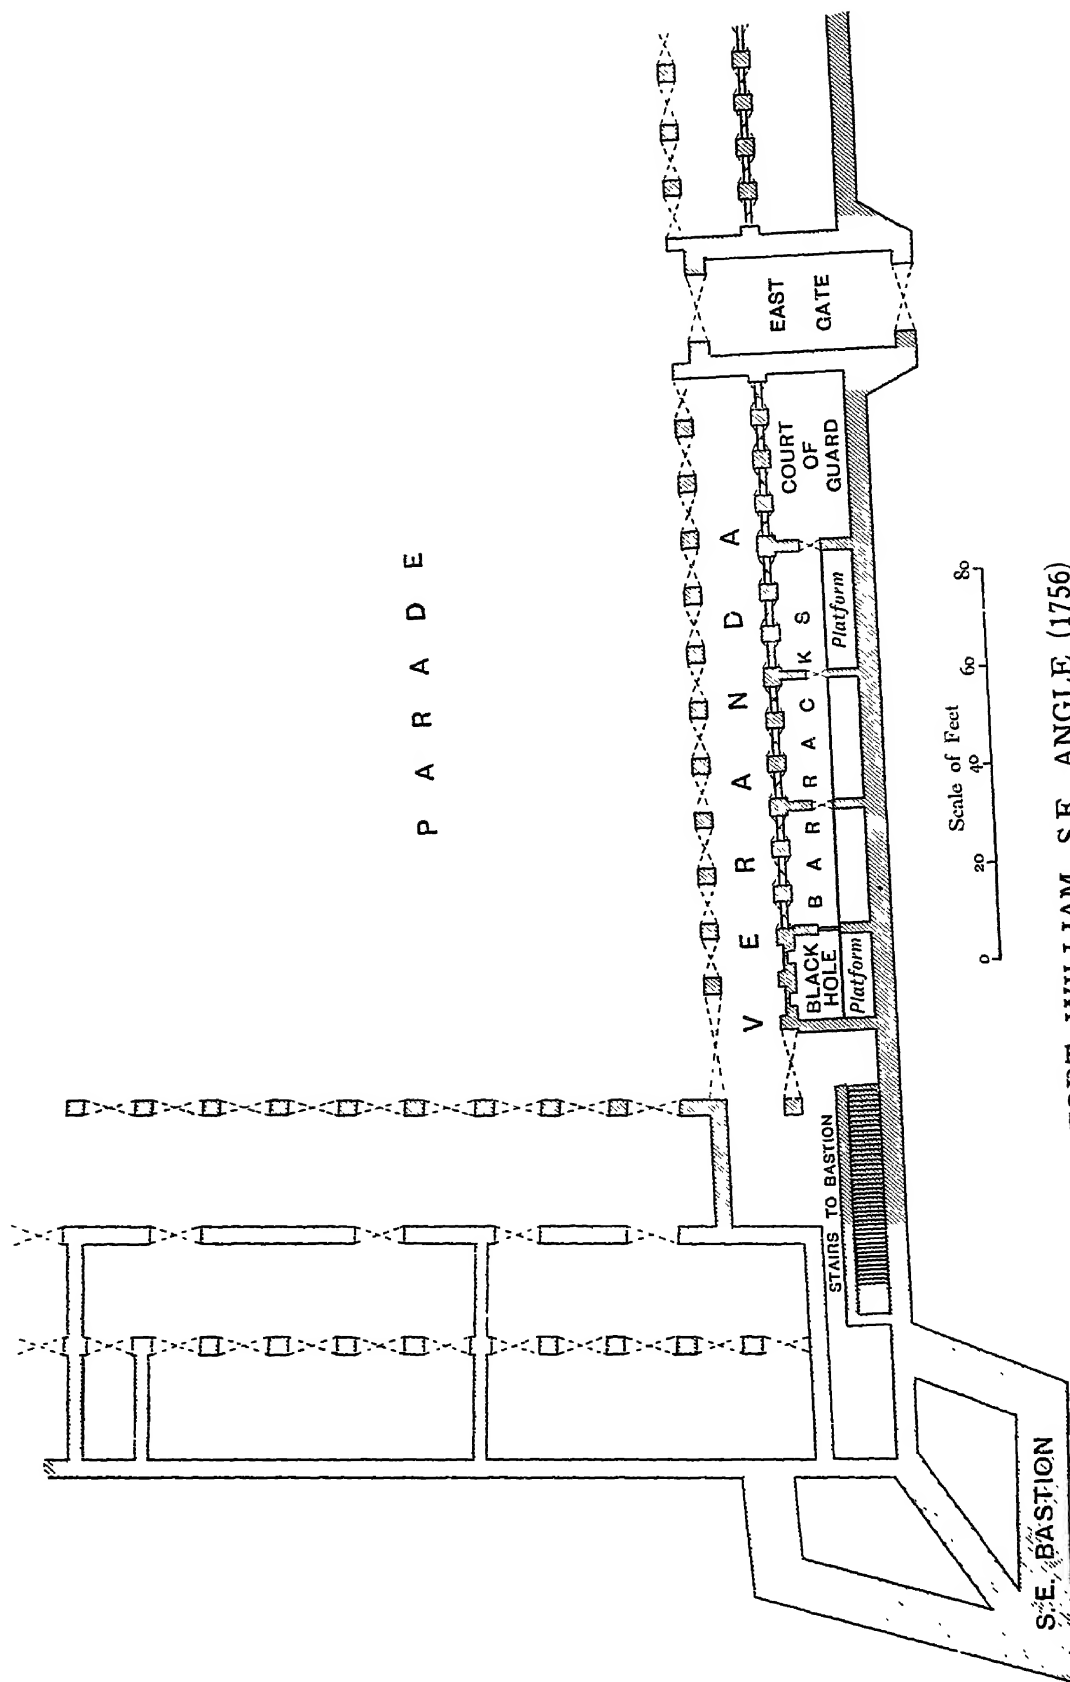 PARADE
VERANDA
EAST
GATE
COURT
OF
GUARD
BARRACKS
Platform
BLACK
HOLE
Platform
STAIRS TO BASTION
S.E. BASTION
Scale of Feet
0 20 40 60 80
WILLIAM, S.E. ANGLE (1756)